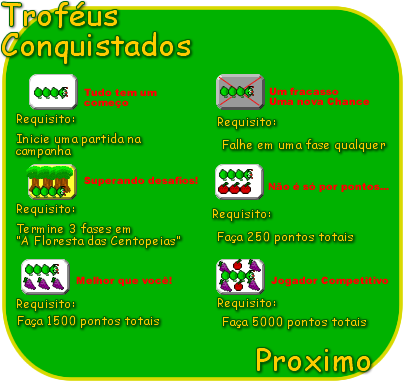 Troféus
Conquistados
Tudo tem um
começo
Requisito:
Inicie uma partida na
campanha
Um fracasso
Uma nova Chance
Requisito:
Falhe em uma fase qualquer
Superando desafios!
Requisito:
Termine 3 fases em
"A Floresta das Centopeias"
Não é só por pontos...
Requisito:
Faça 250 pontos totais
Melhor que você!
Requisito:
Faça 1500 pontos totais
Jogador Competitivo
Requisito:
Faça 5000 pontos totais
Proximo